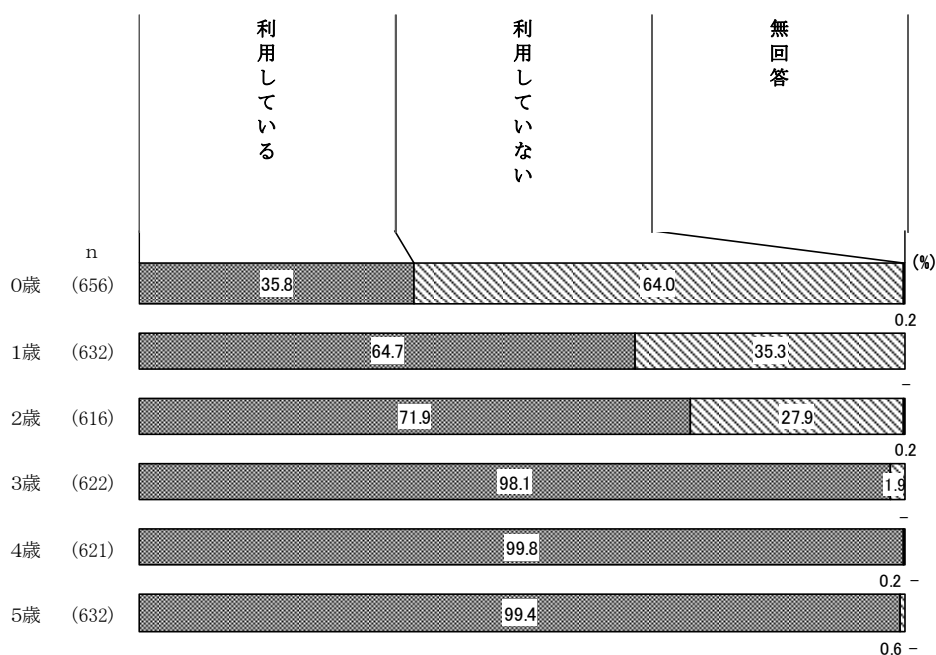 利用している
利用していない
無回答
n
(%)
0歳 (656) 35.8 64.0
0.2
1歳 (632) 64.7 35.3
−
2歳 (616) 71.9 27.9
0.2
3歳 (622) 98.1 1.9
−
4歳 (621) 99.8
0.2 −
5歳 (632) 99.4
0.6 −